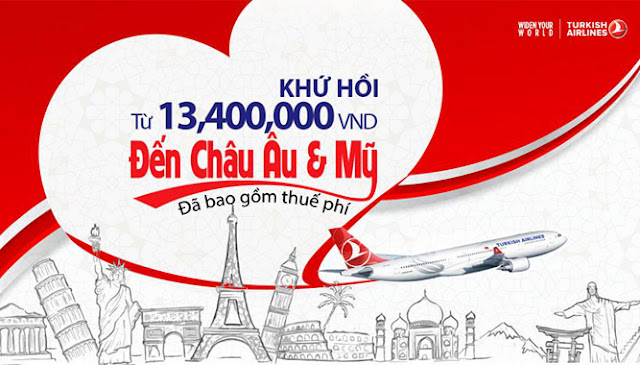 WIDEN YOUR
WORLD
TURKISH
AIRLINES
KHỨ HỒI
Từ 13,400,000 VND
Đến Châu Âu & Mỹ
Đã bao gồm thuế phí
TURKISH AIRLINES